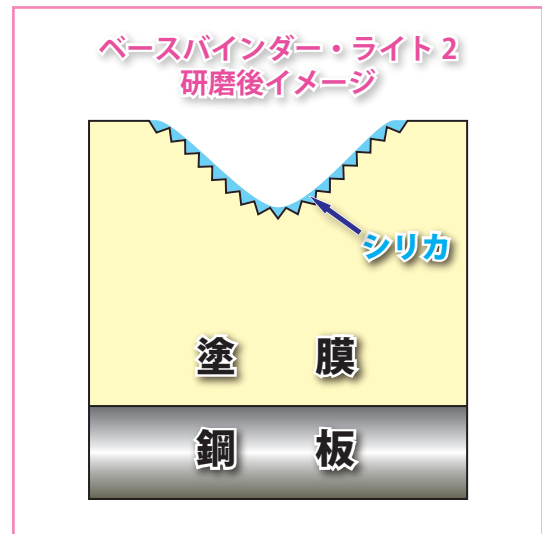 ベースバインダー・ライト2
研磨後イメージ
シリカ
塗膜
鋼板